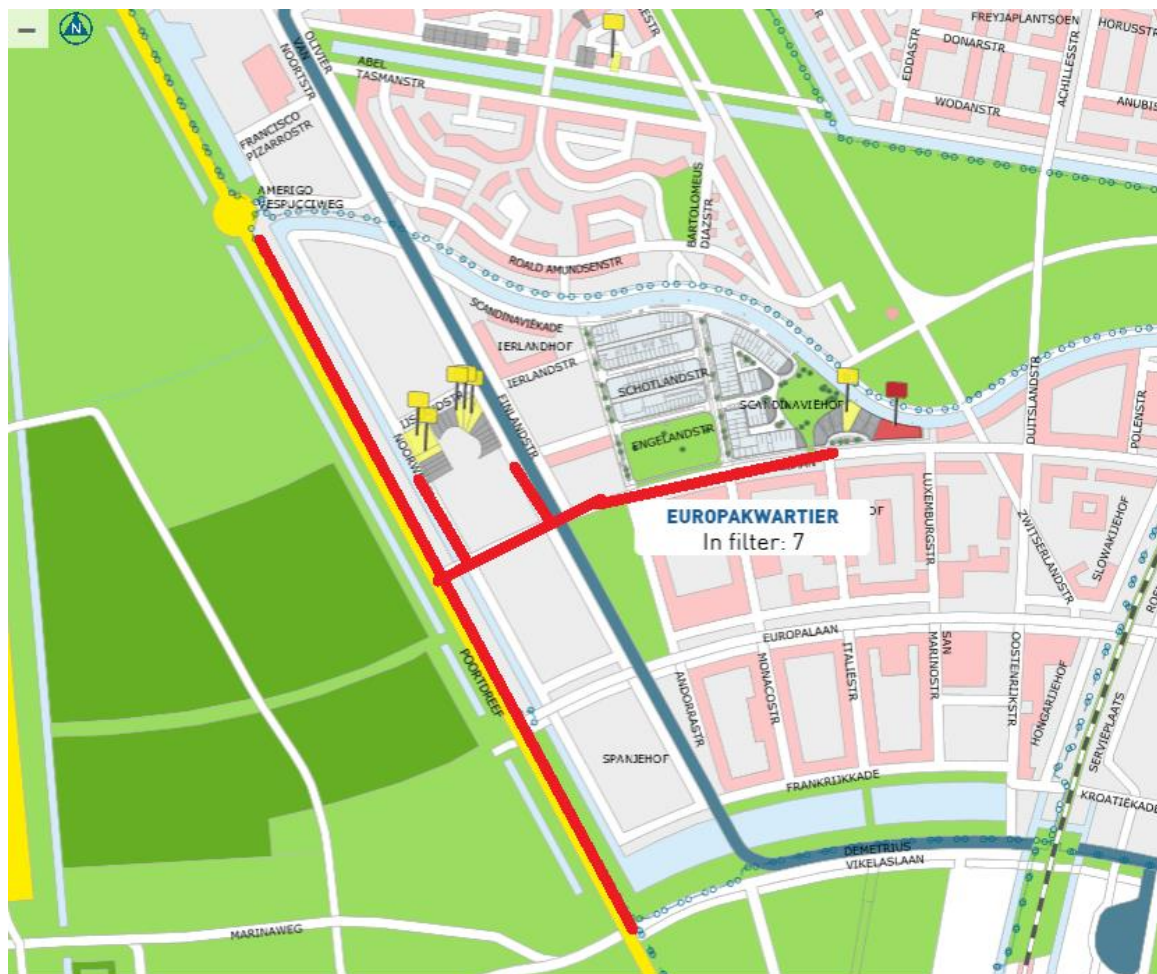 N
OLIVIER
VAN
NOORTSTR
ABEL
TASMANSTR
FREYJAPLANTSOEN
HORUSSTR
DONARSTR
EDDASTR
ACHILLESSTR
WODANSTR
ANUBIS
FRANCISCO
PIZARROSTR
AMERIGO
VESPUCCIWEG
BARTOLOMEUS
DIAZSTR
ROALD AMUNDSENSTR
SCANDINAVIËKADE
IERLANDHOF
IERLANDSTR
SCHOTLANDSTR
SCANDINAVIEHOF
ENGELANDSTR
FINLANDSTR
DUITSLANDSTR
POLENSTR
EUROPAKWARTIER
In filter: 7
LUXEMBURGSTR
ZWITSERLANDSTR
SLOWAKIJEHOF
POORTDREEF
EUROPALAAN
ANDORRASTR
MONACOSTR
ITALIËSTR
SAN
MARINOSTR
OOSTENRIJKSTR
HONGARIJEHOF
SERVIËPLAATS
SPANJEHOF
FRANKRIJKKADE
KROATIËKADE
DEMETRIUS
VIKELASLAAN
MARINAWEG